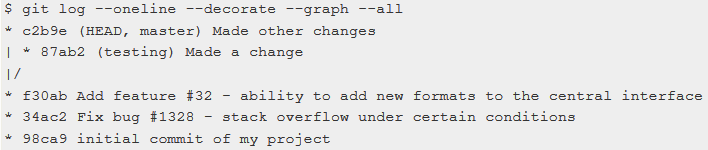 $ git log --oneline --decorate --graph --all
* c2b9e (HEAD, master) Made other changes
| * 87ab2 (testing) Made a change
|/
* f30ab Add feature #32 - ability to add new formats to the central interface
* 34ac2 Fix bug #1328 - stack overflow under certain conditions
* 98ca9 initial commit of my project